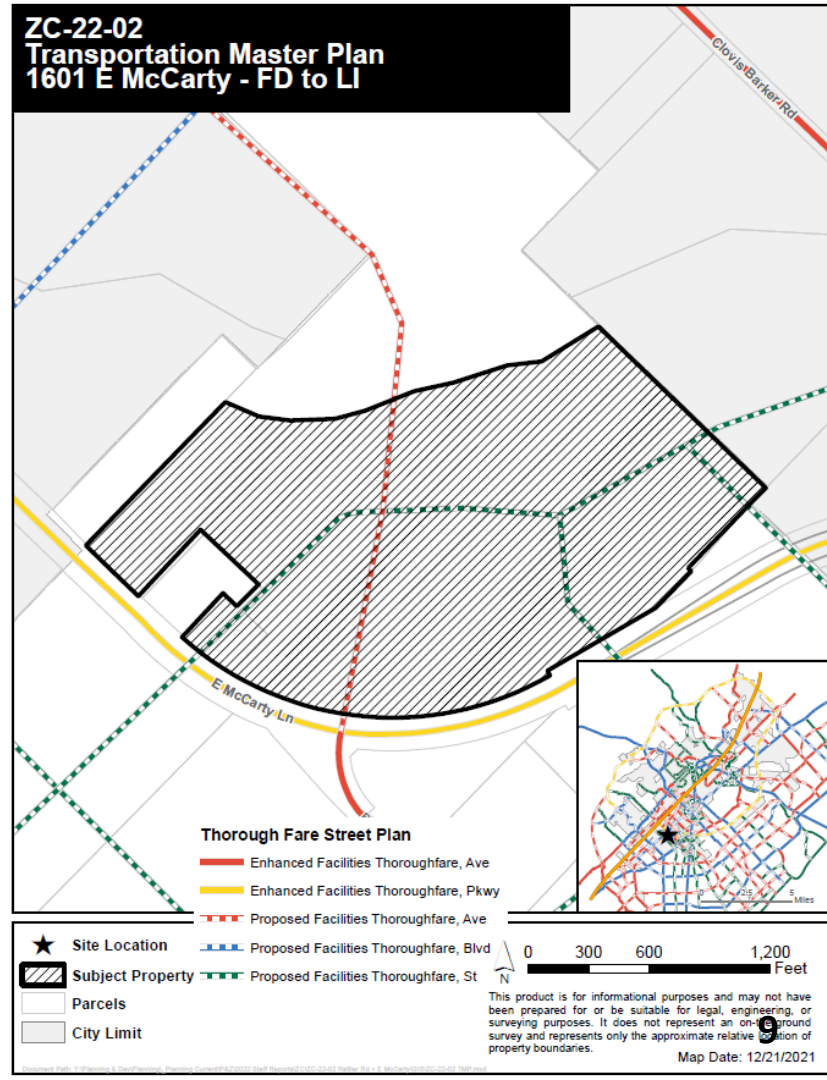 ZC-22-02
Transportation Master Plan
1601 E McCarty - FD to LI
Clovis Barker Rd
E McCarty Ln
Thorough Fare Street Plan
Enhanced Facilities Thoroughfare, Ave
Enhanced Facilities Thoroughfare, Pkwy
Proposed Facilities Thoroughfare, Ave
Proposed Facilities Thoroughfare, Blvd
Proposed Facilities Thoroughfare, St
0 2.5 5
Miles
Site Location
Subject Property
Parcels
City Limit
N
0 300 600 1,200
Feet
This product is for informational purposes and may not have
been prepared for or be suitable for legal, engineering, or
surveying purposes. It does not represent an on-the-ground
survey and represents only the approximate relative location of
property boundaries.
9
Map Date: 12/21/2021